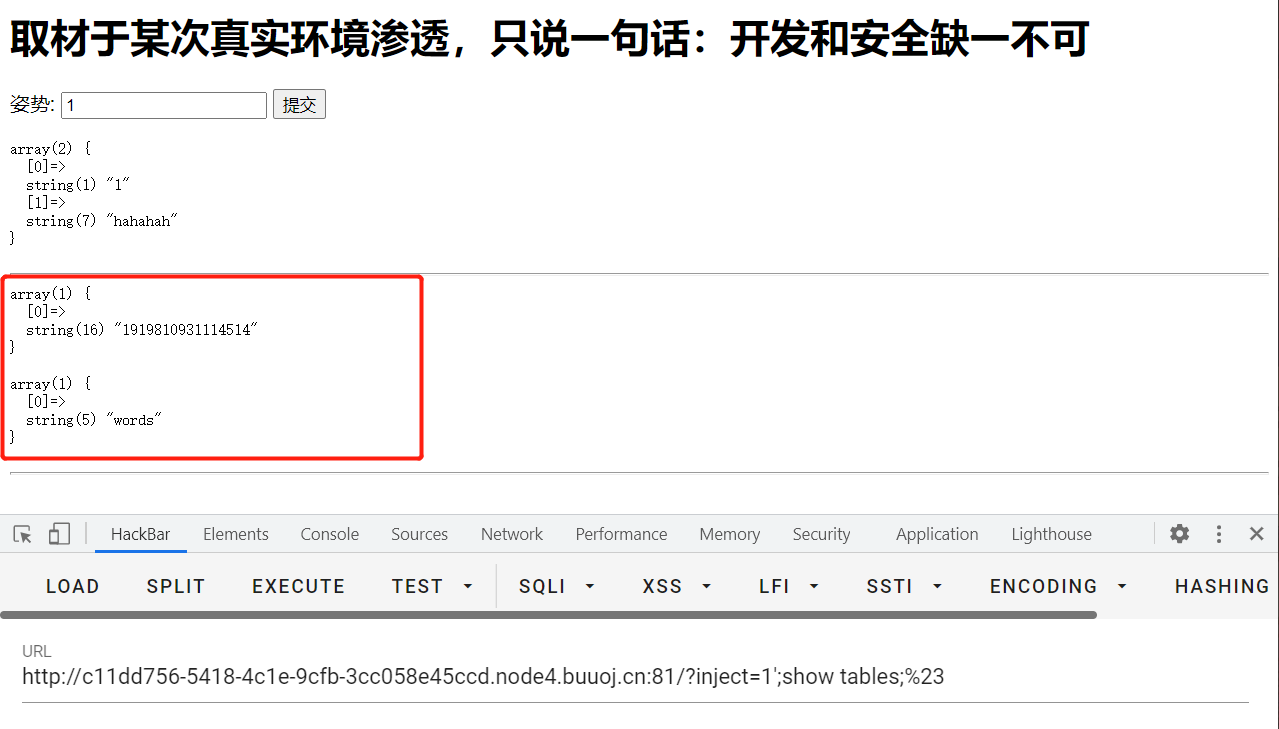 取材于某次真实环境渗透，只说一句话：开发和安全缺一不可
姿势: 1 提交
array(2) {
  [0]=>
  string(1) "1"
  [1]=>
  string(7) "hahahah"
}
array(1) {
  [0]=>
  string(16) "1919810931114514"
}
array(1) {
  [0]=>
  string(5) "words"
}
HackBar Elements Console Sources Network Performance Memory Security Application Lighthouse
LOAD SPLIT EXECUTE TEST SQLI XSS LFI SSTI ENCODING HASHING
URL
http://c11dd756-5418-4c1e-9cfb-3cc058e45ccd.node4.buuoj.cn:81/?inject=1';show tables;%23